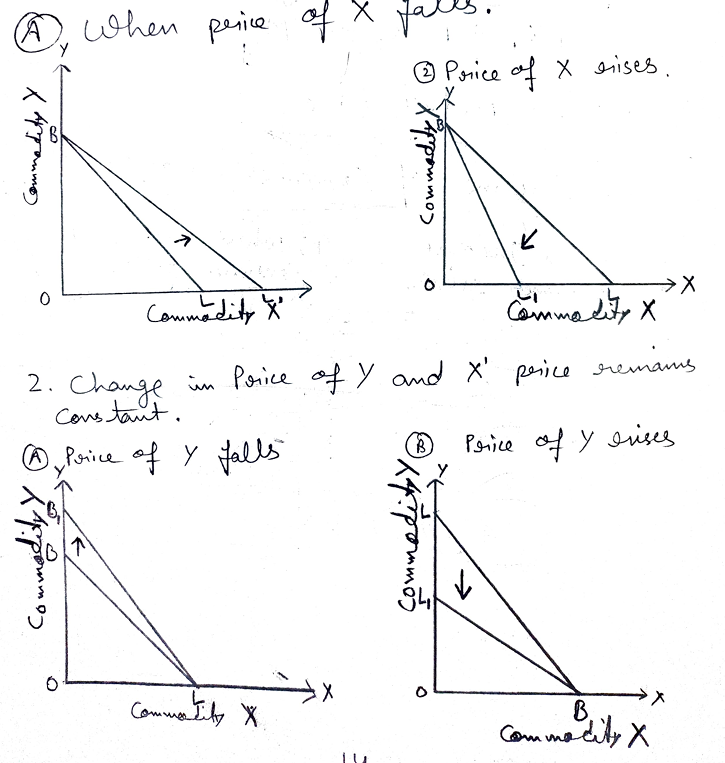 Ⓐ When price of X falls.
Y
Commodity Y
B
O
L L'
Commodity X
② Price of X rises.
Y
B
Commodity Y
O
L1 L
X
Commodity X
2. Change in Price of Y and X' price remains
constant.
Ⓐ Price of Y falls
Y
B1
B
Commodity Y
O
L
X
Commodity X
Ⓑ Price of Y rises
Y
L
L1
Commodity Y
O
B
X
Commodity X